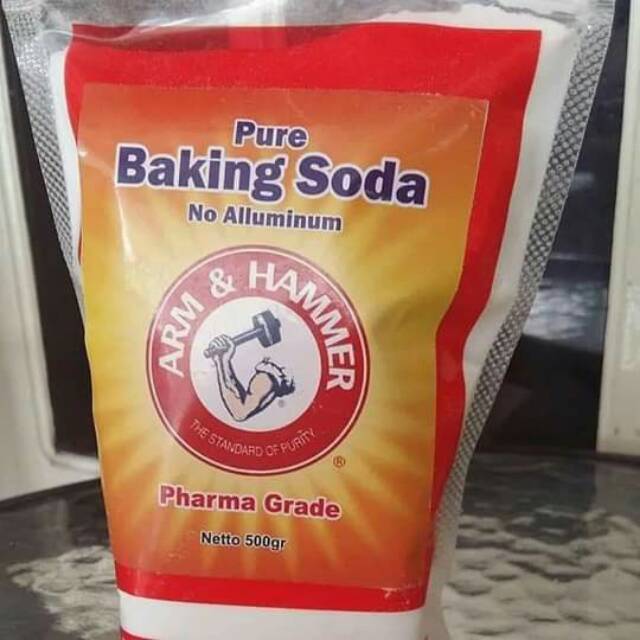 Pure
Baking Soda
No Alluminum
ARM & HAMMER
THE STANDARD OF PURITY
®
Pharma Grade
Netto 500gr